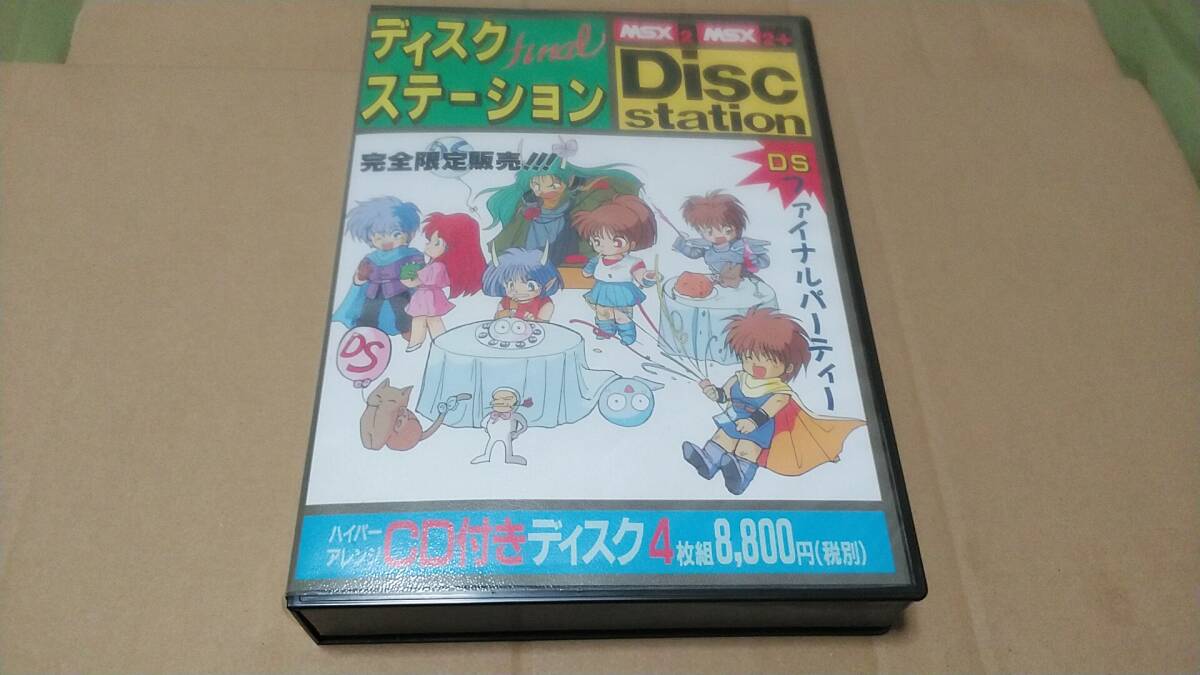 ディスク final
ステーション
MSX 2 MSX 2+
Disc
station
完全限定販売!!!
DS
ファイナルパーティー
DS
ハイパー
アレンジ
CD付きディスク4枚組8,800円(税別)